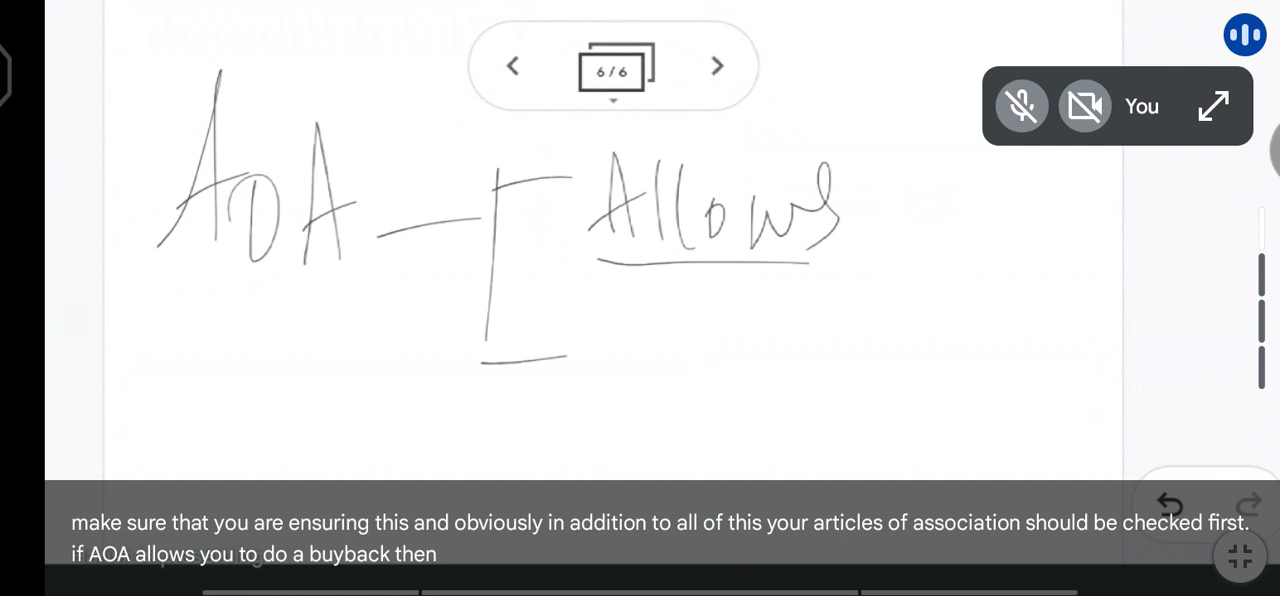 6/6
You
AOA Allows
make sure that you are ensuring this and obviously in addition to all of this your articles of association should be checked first.
if AOA allows you to do a buyback then